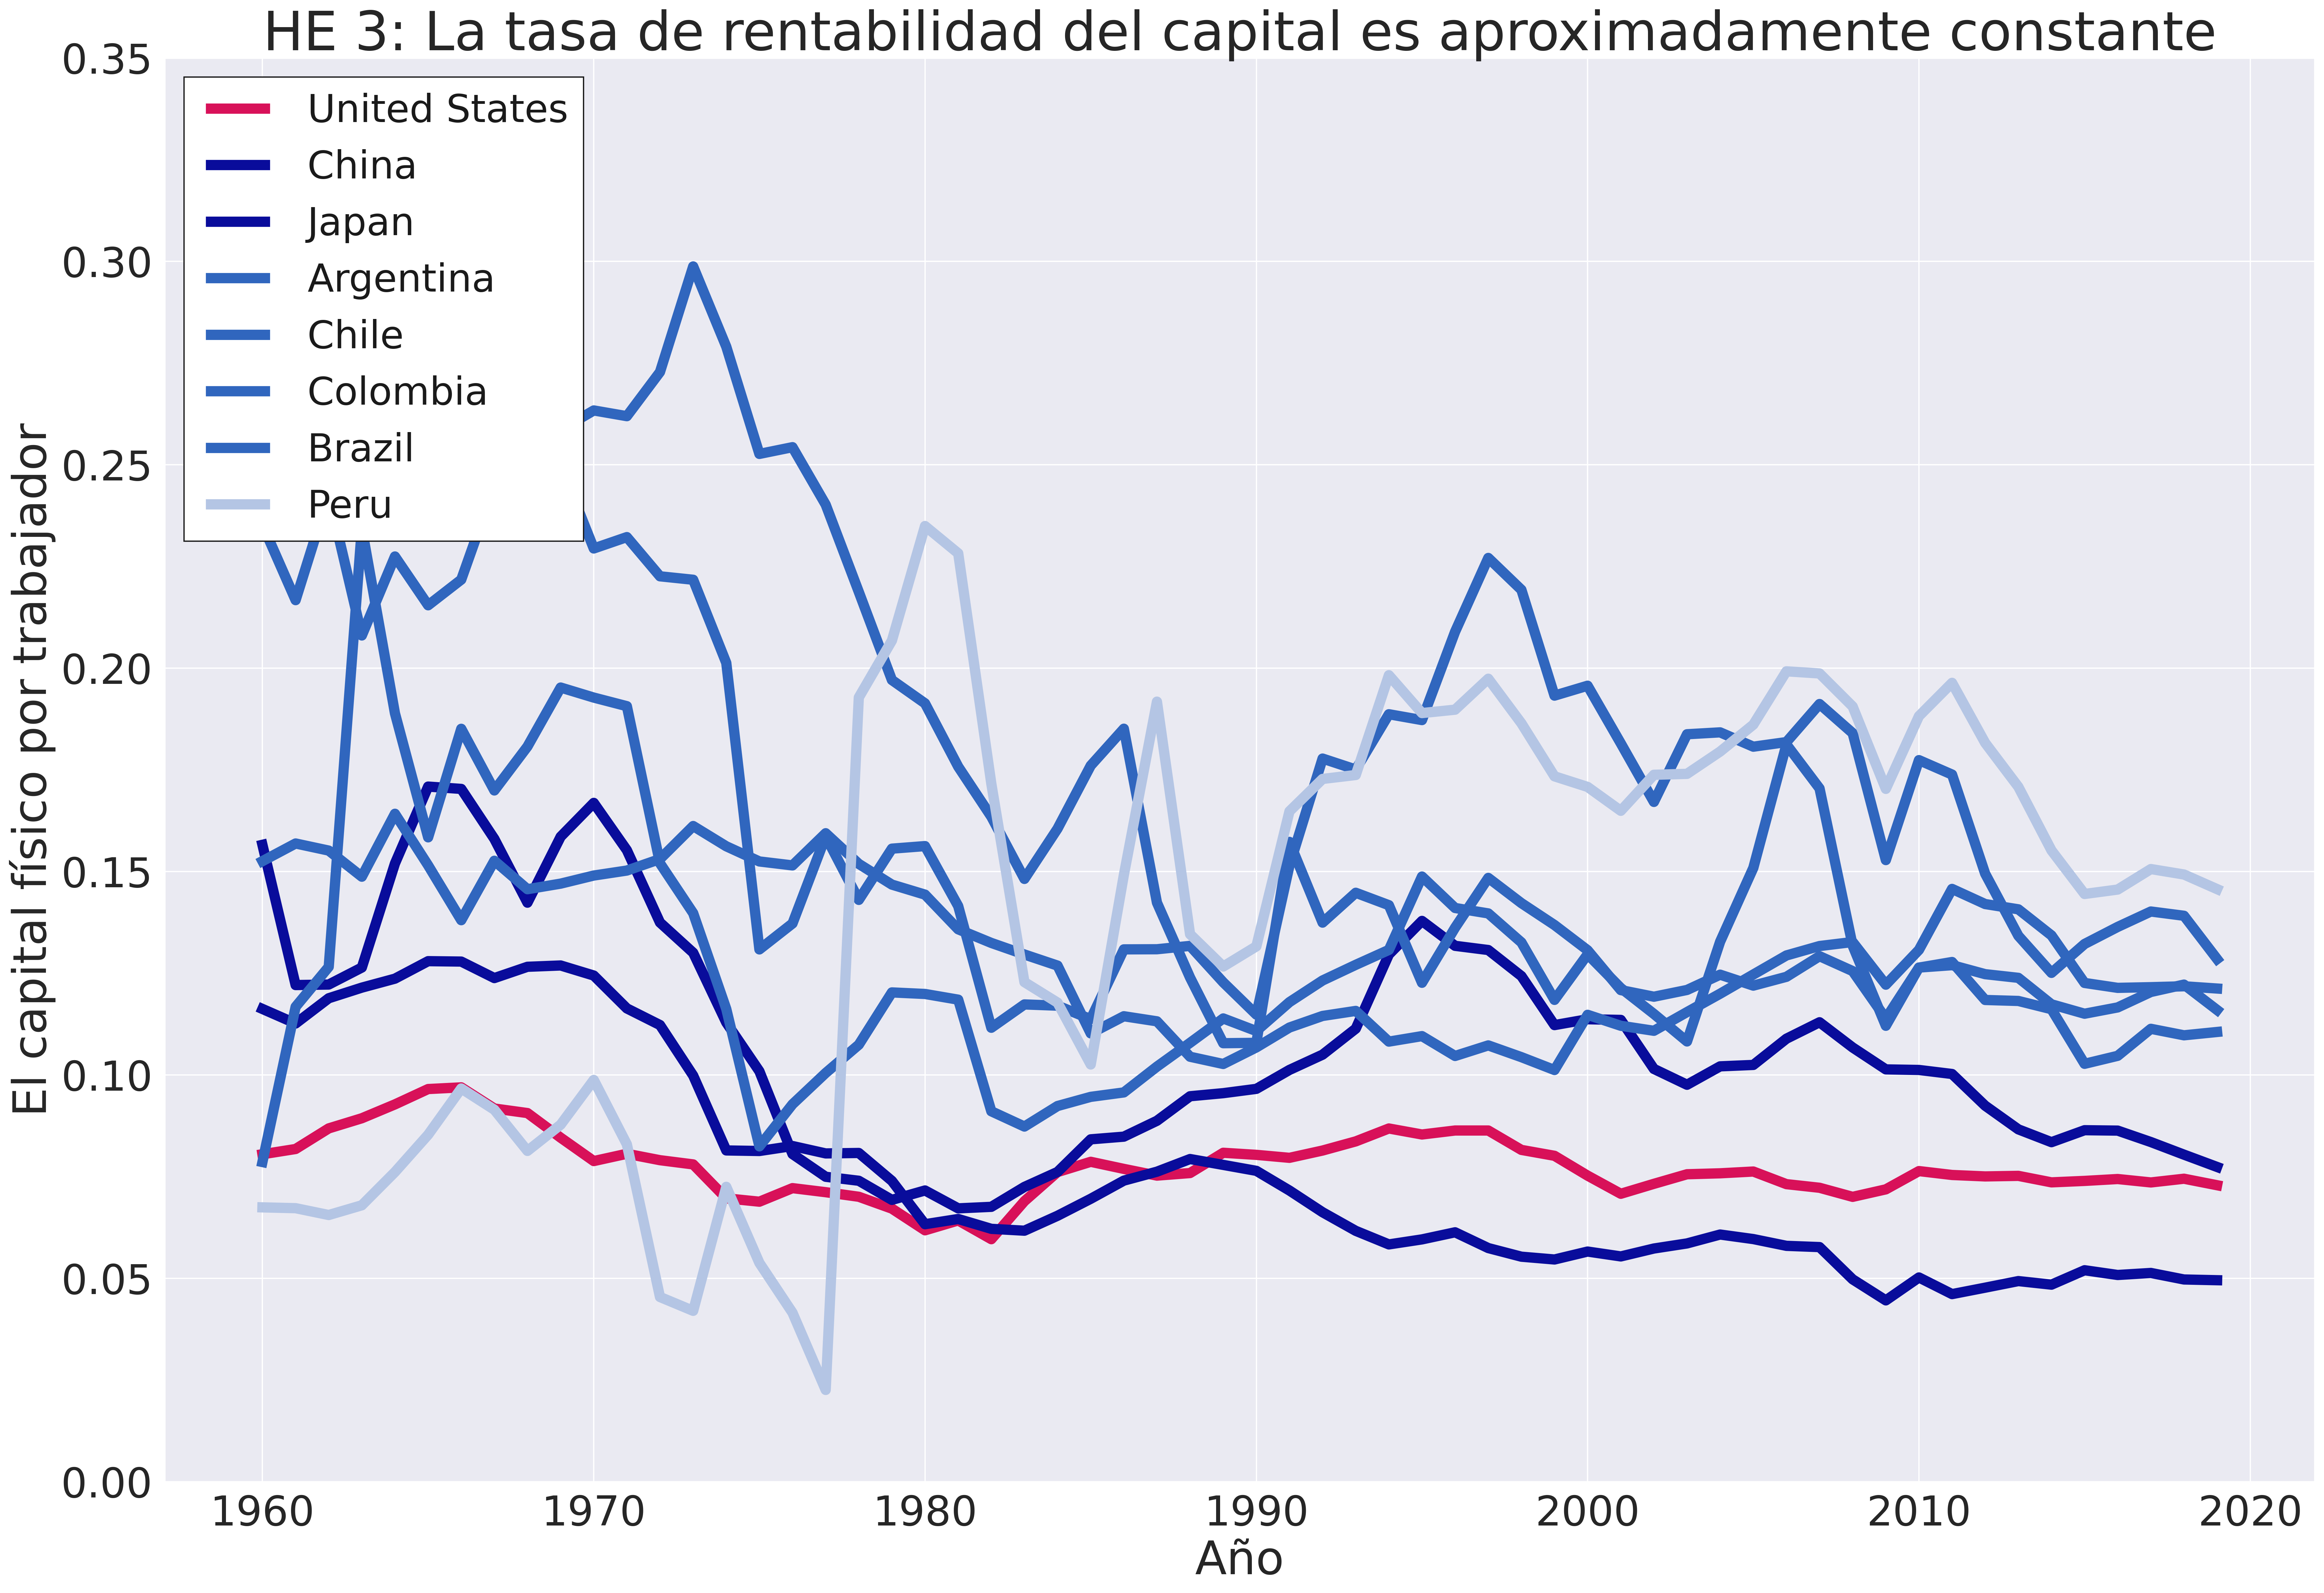 HE 3: La tasa de rentabilidad del capital es aproximadamente constante
0.35
0.30
0.25
0.20
0.15
0.10
0.05
0.00
El capital físico por trabajador
United States
China
Japan
Argentina
Chile
Colombia
Brazil
Peru
1960 1970 1980 1990 2000 2010 2020
Año